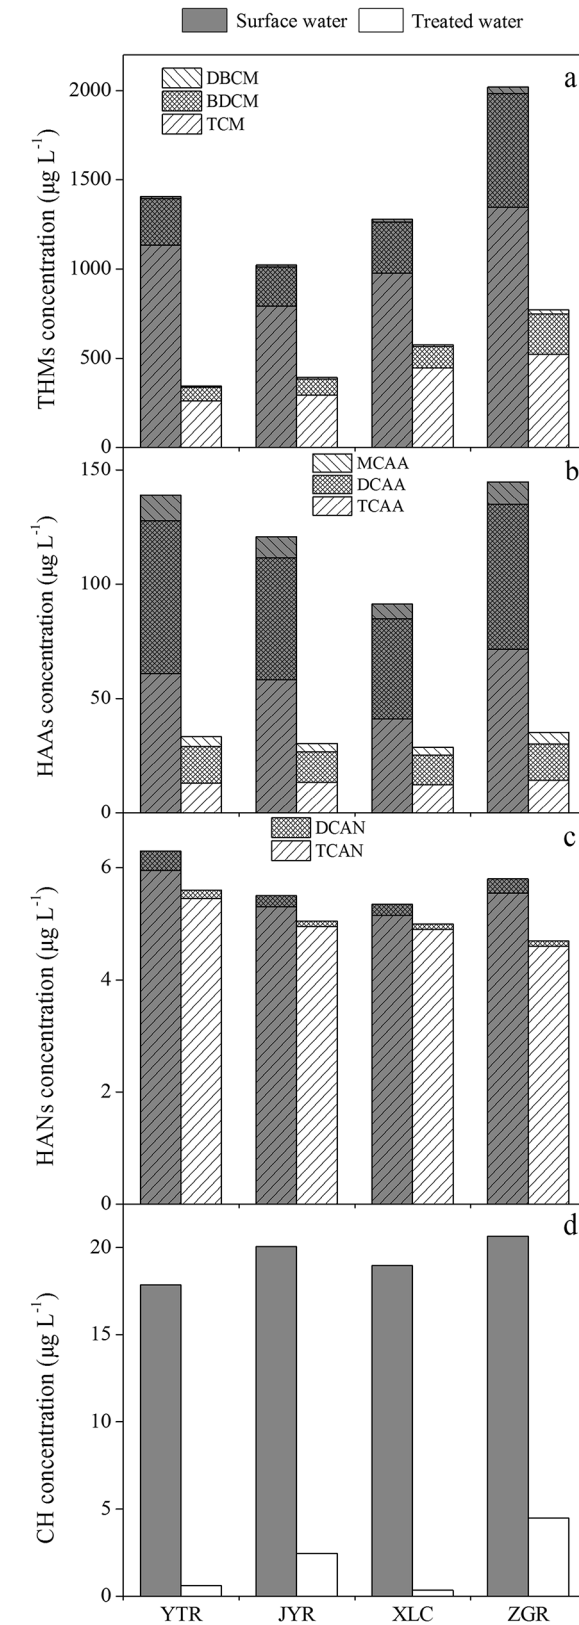 Surface water Treated water
a
DBCM
BDCM
TCM
2000
1500
1000
500
0
THMs concentration (μg L-1)
b
MCAA
DCAA
TCAA
150
100
50
0
HAAs concentration (μg L-1)
c
DCAN
TCAN
6
4
2
0
HANs concentration (μg L-1)
d
20
15
10
5
0
CH concentration (μg L-1)
YTR JYR XLC ZGR